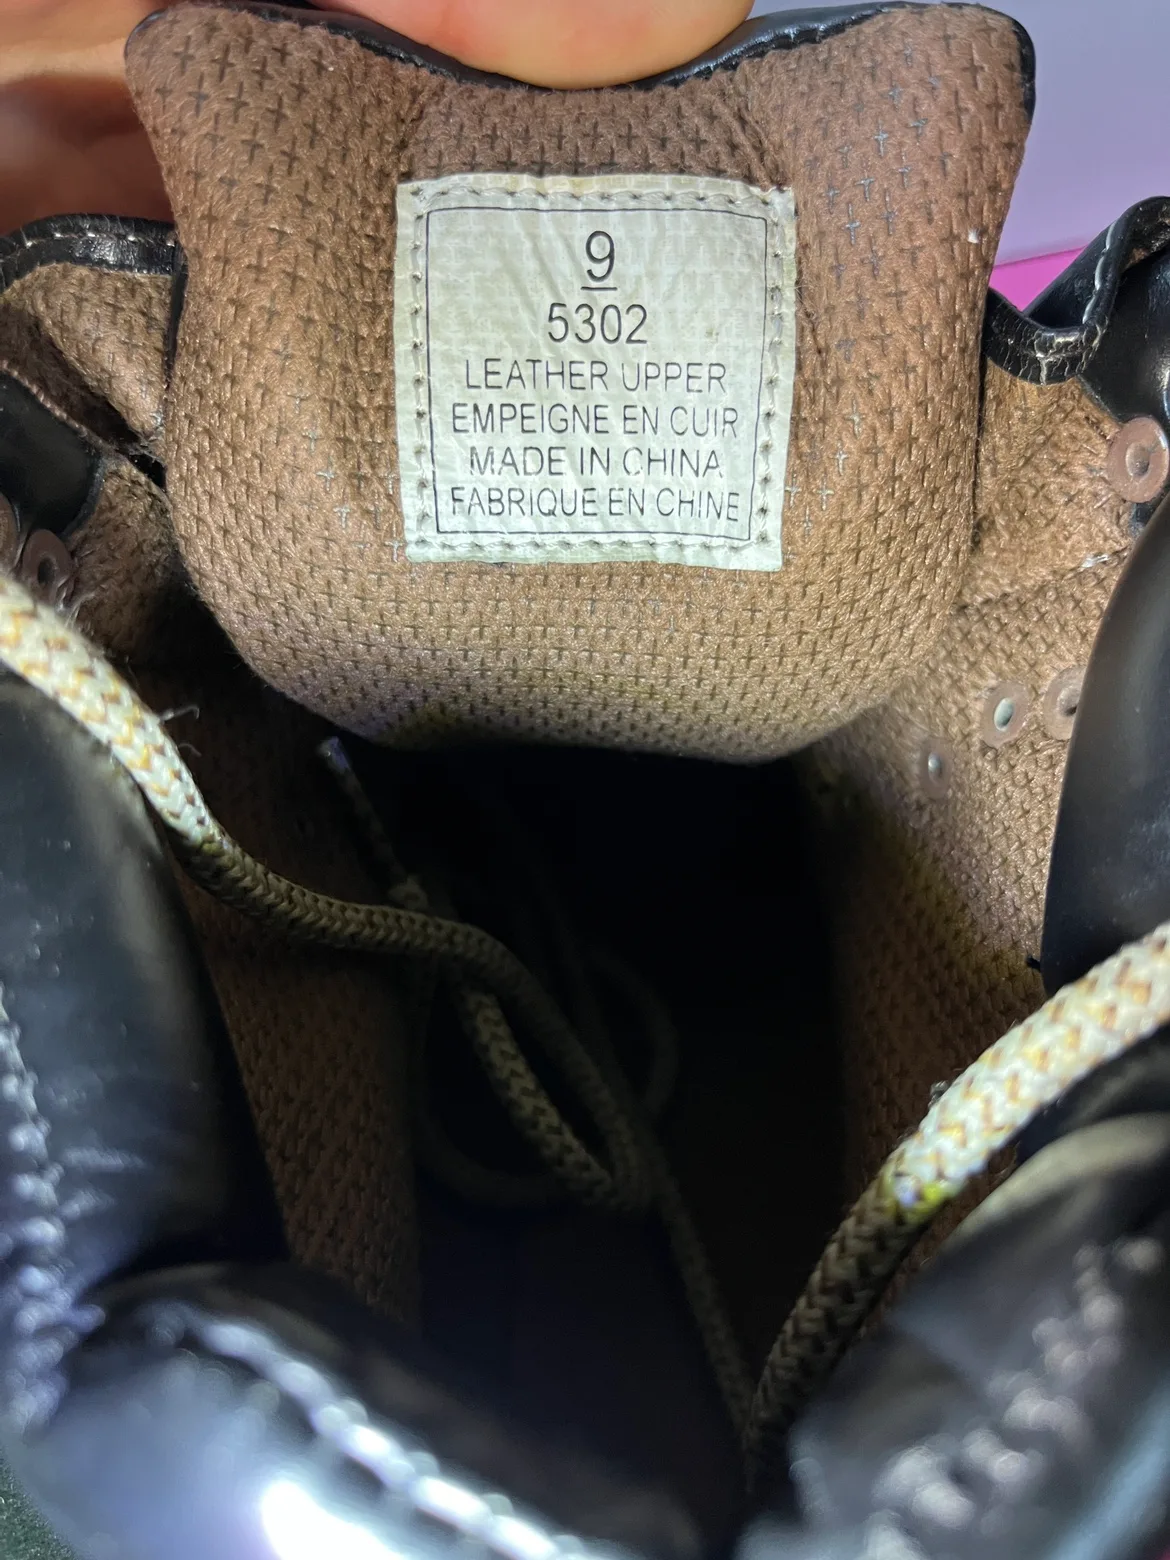 9
5302
LEATHER UPPER
EMPEIGNE EN CUIR
MADE IN CHINA
FABRIQUE EN CHINE